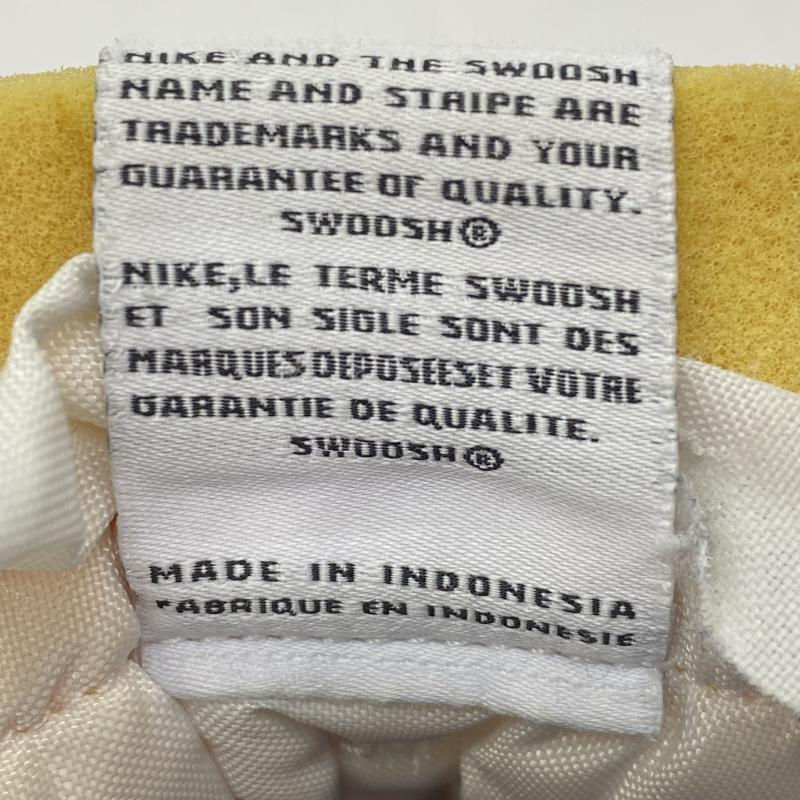 NIKE AND THE SWOOSH
NAME AND STRIPE ARE
TRADEMARKS AND YOUR
GUARANTEE OF QUALITY.
SWOOSH®
NIKE,LE TERME SWOOSH
ET SON SIGLE SONT DES
MARQUES DEPOSEESET VOTRE
GARANTIE DE QUALITE.
SWOOSH®
MADE IN INDONESIA
FABRIQUE EN INDONESIE